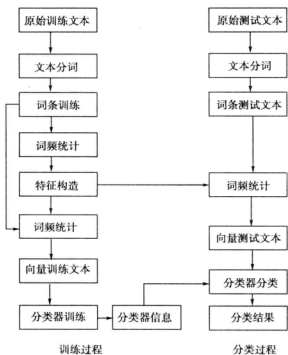 原始训练文本
文本分词
词条训练
词频统计
特征构造
词频统计
向量训练文本
分类器训练
分类器信息
训练过程
原始测试文本
文本分词
词条测试文本
词频统计
向量测试文本
分类器分类
分类结果
分类过程